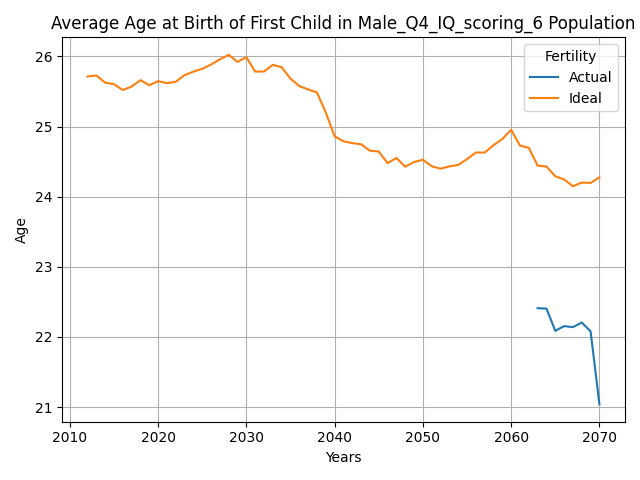 Average Age at Birth of First Child in Male_Q4_IQ_scoring_6 Population
Fertility
Actual
Ideal
26
25
24
23
22
21
Age
2010 2020 2030 2040 2050 2060 2070
Years